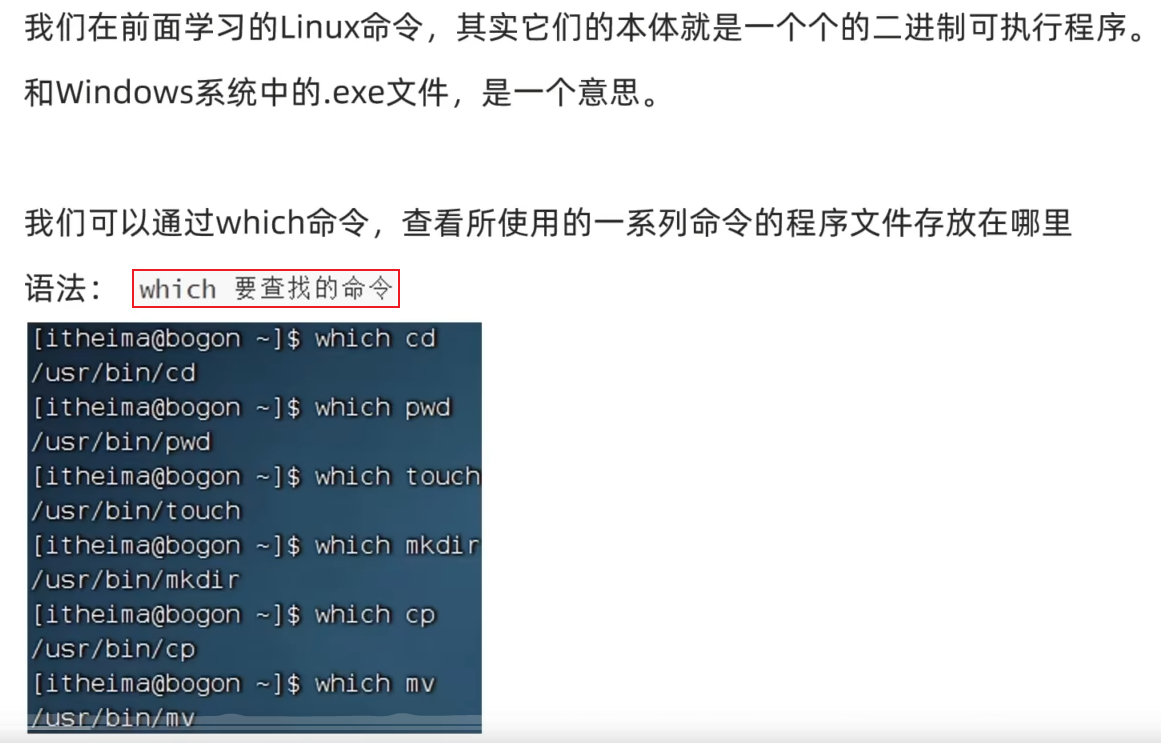 我们在前面学习的Linux命令，其实它们的本体就是一个个的二进制可执行程序。
和Windows系统中的.exe文件，是一个意思。
我们可以通过which命令，查看所使用的一系列命令的程序文件存放在哪里
语法： which 要查找的命令
[itheima@bogon ~]$ which cd
/usr/bin/cd
[itheima@bogon ~]$ which pwd
/usr/bin/pwd
[itheima@bogon ~]$ which touch
/usr/bin/touch
[itheima@bogon ~]$ which mkdir
/usr/bin/mkdir
[itheima@bogon ~]$ which cp
/usr/bin/cp
[itheima@bogon ~]$ which mv
/usr/bin/mv